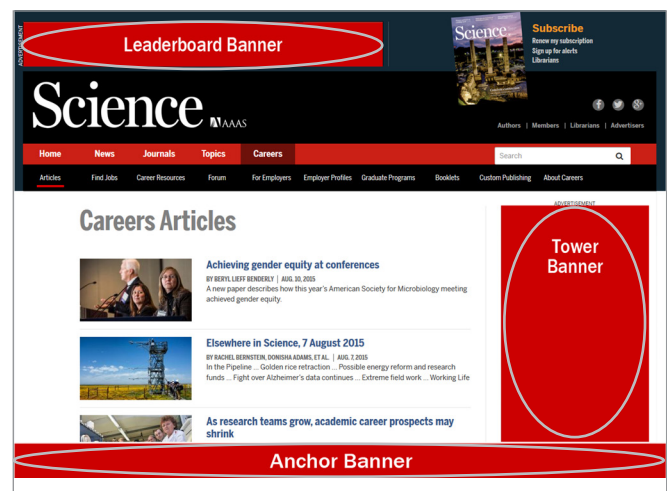 ADVERTISEMENT
Leaderboard Banner
Science
Subscribe
Renew my subscription
Sign up for alerts
Librarians
Science AAAS
Authors | Members | Librarians | Advertisers
Home News Journals Topics Careers Search
Articles Find Jobs Career Resources Forum For Employers Employer Profiles Graduate Programs Booklets Custom Publishing About Careers
ADVERTISEMENT
Tower
Banner
Careers Articles
Achieving gender equity at conferences
BY BERYL LIEFF BENDERLY | AUG. 10, 2015
A new paper describes how this year's American Society for Microbiology meeting
achieved gender equity.
Elsewhere in Science, 7 August 2015
BY RACHEL BERNSTEIN, DONISHA ADAMS, ET AL. | AUG. 7, 2015
In the Pipeline ... Golden rice retraction ... Possible energy reform and research
funds ... Fight over Alzheimer's data continues ... Extreme field work ... Working Life
As research teams grow, academic career prospects may
shrink
Anchor Banner